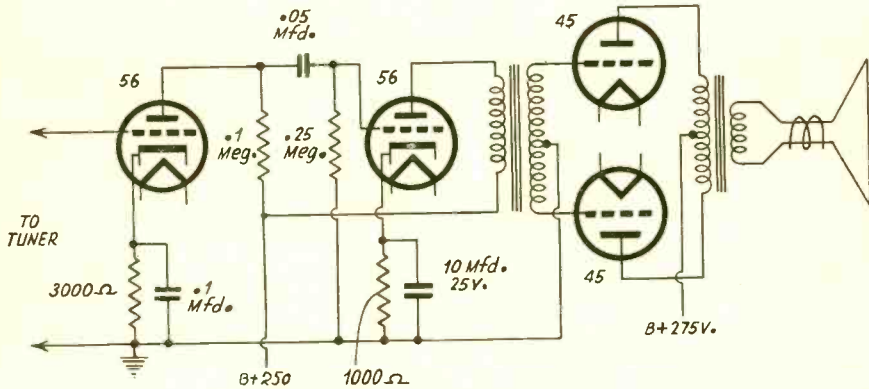 .05
Mfd.
45
56
56
.1
Meg.
.25
Meg.
TO
TUNER
3000Ω
.1
Mfd.
10 Mfd.
25V.
45
B+275V.
B+250
1000Ω